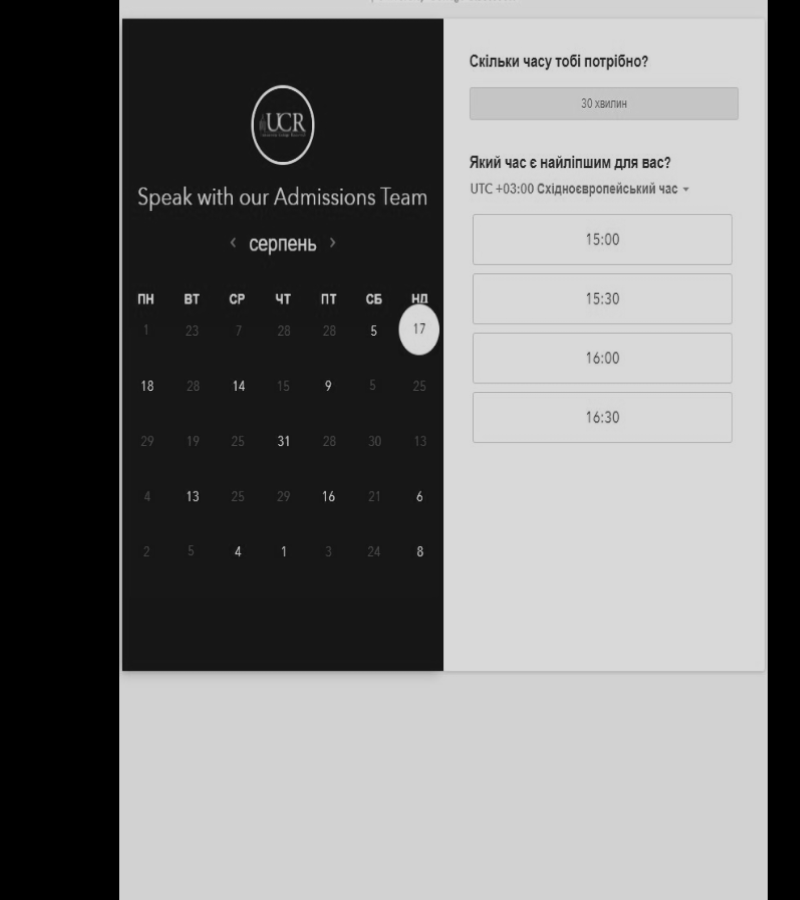 UCR
Speak with our Admissions Team
‹ серпень ›
ПН ВТ СР ЧТ ПТ СБ НД
1 23 7 28 28 5 17
18 28 14 15 9 5 25
29 19 25 31 28 30 13
4 13 25 29 16 21 6
2 5 4 1 3 24 8
Скільки часу тобі потрібно?
30 хвилин
Який час є найліпшим для вас?
UTC +03:00 Східноєвропейський час
15:00
15:30
16:00
16:30